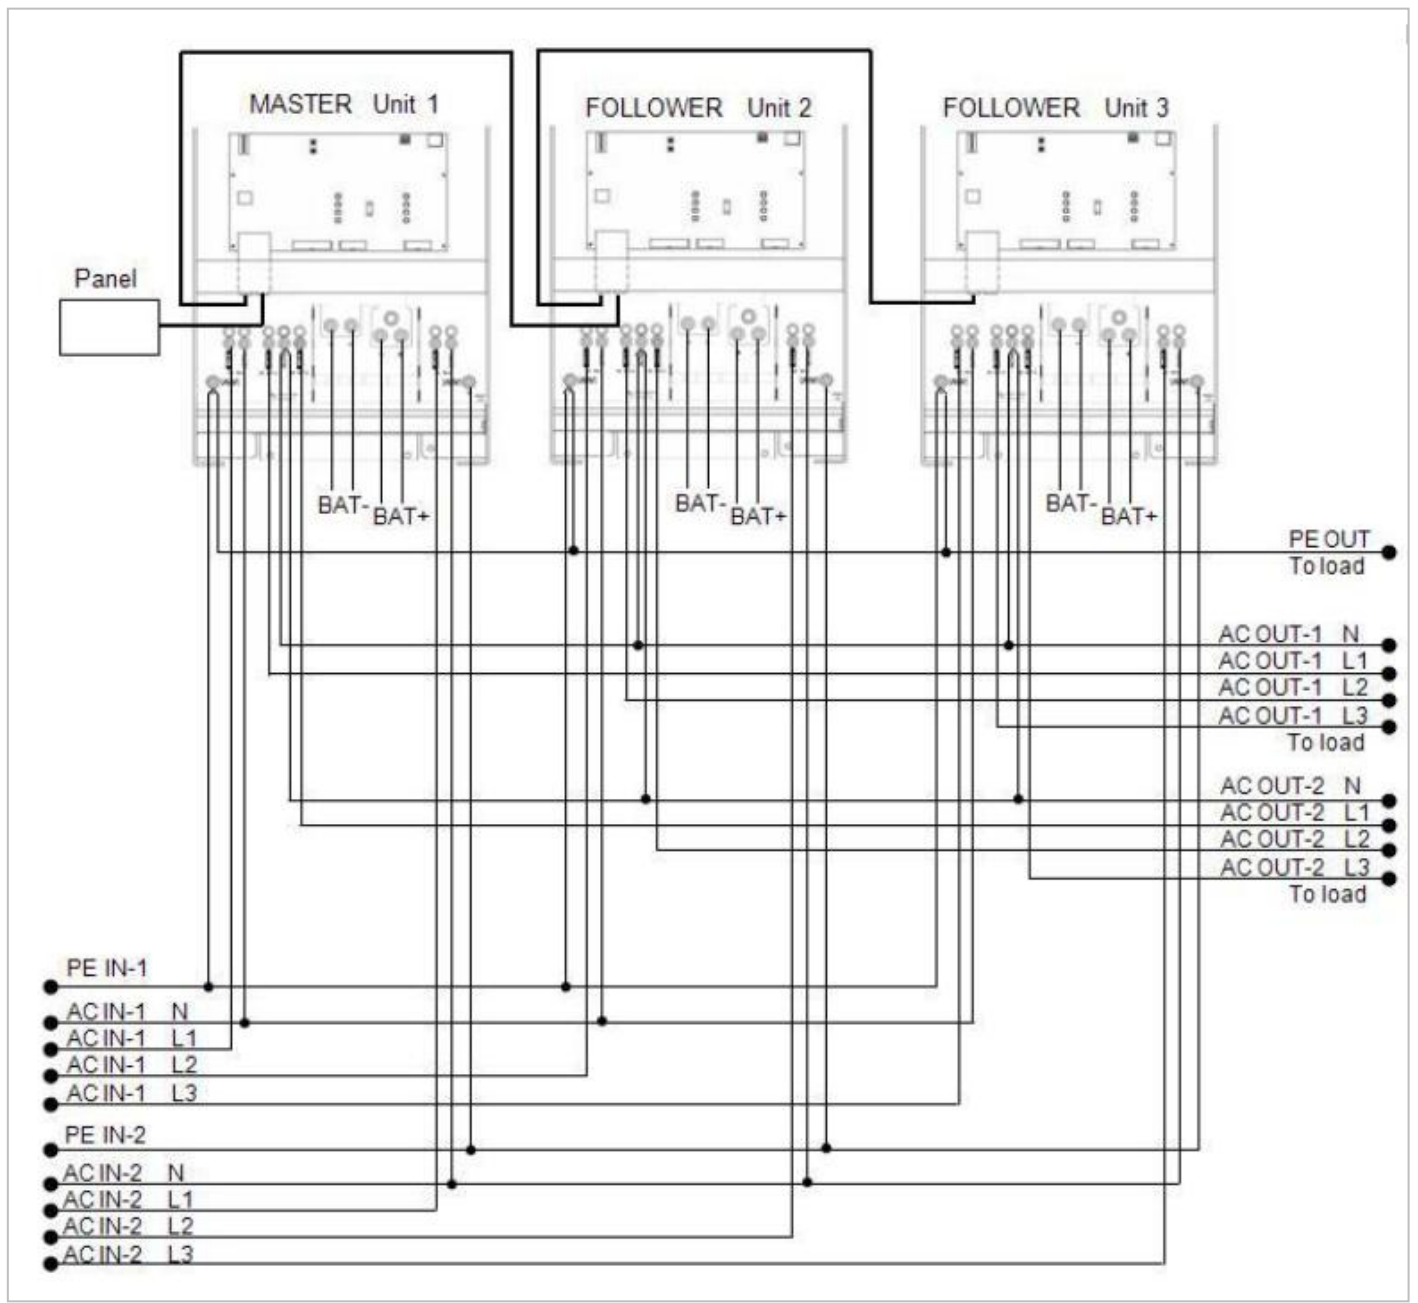 MASTER Unit 1
FOLLOWER Unit 2
FOLLOWER Unit 3
Panel
BAT-
BAT+
BAT-
BAT+
BAT-
BAT+
PE OUT
To load
AC OUT-1 N
AC OUT-1 L1
AC OUT-1 L2
AC OUT-1 L3
To load
AC OUT-2 N
AC OUT-2 L1
AC OUT-2 L2
AC OUT-2 L3
To load
PE IN-1
AC IN-1 N
AC IN-1 L1
AC IN-1 L2
AC IN-1 L3
PE IN-2
AC IN-2 N
AC IN-2 L1
AC IN-2 L2
AC IN-2 L3